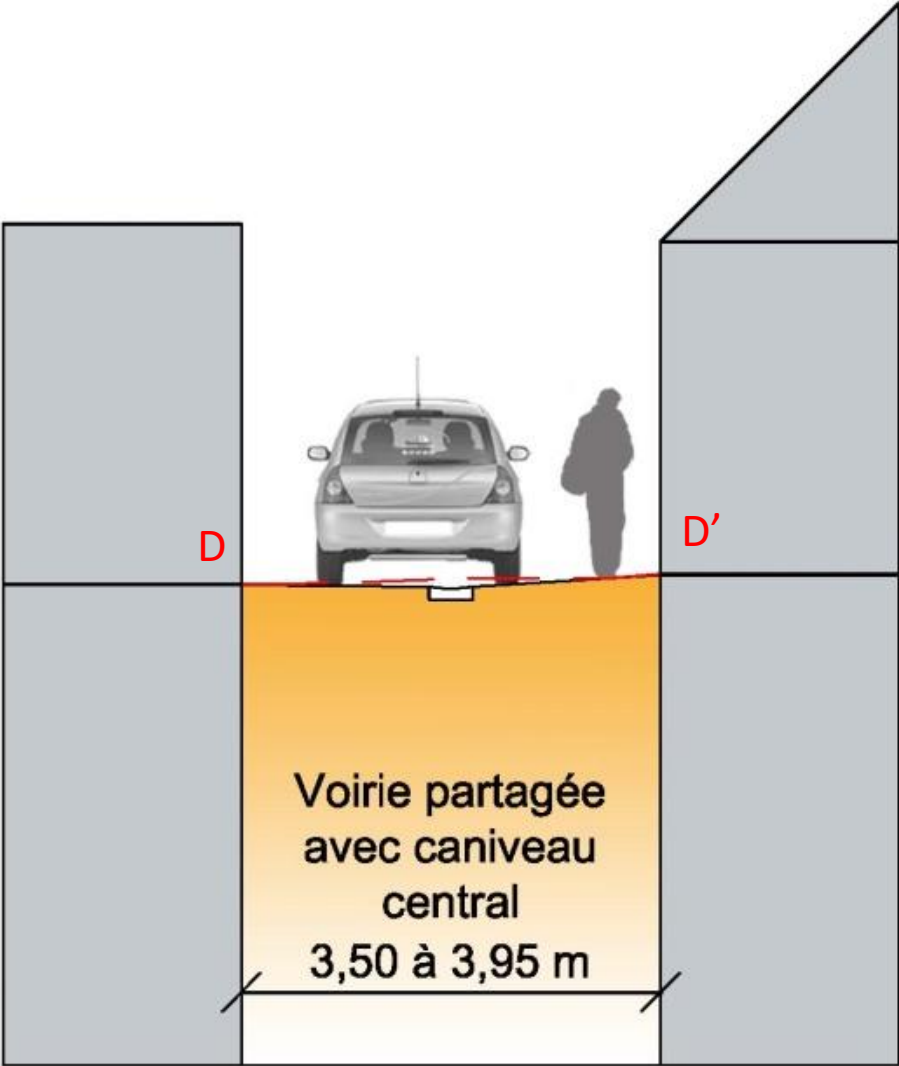 D
D’
Voirie partagée
avec caniveau
central
3,50 à 3,95 m